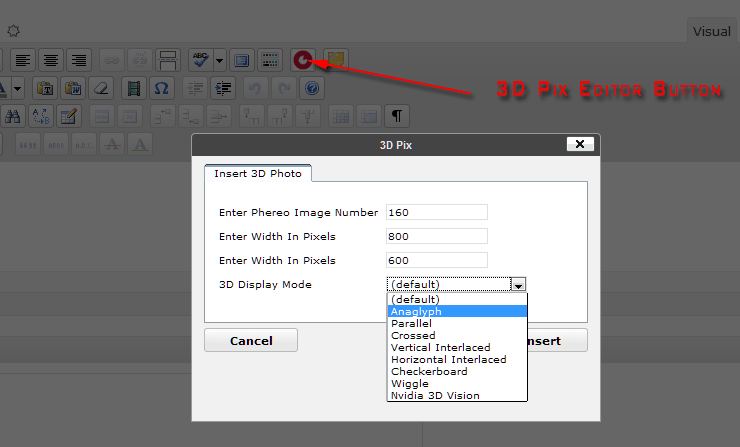 Visual
ABC
3D Pix Editor Button
A
T
W
Ω
?
¶
A
A
3D Pix
Insert 3D Photo
Enter Phereo Image Number 160
Enter Width In Pixels 800
Enter Width In Pixels 600
3D Display Mode (default)
(default)
Anaglyph
Parallel
Crossed
Vertical Interlaced
Horizontal Interlaced
Checkerboard
Wiggle
Nvidia 3D Vision
Cancel